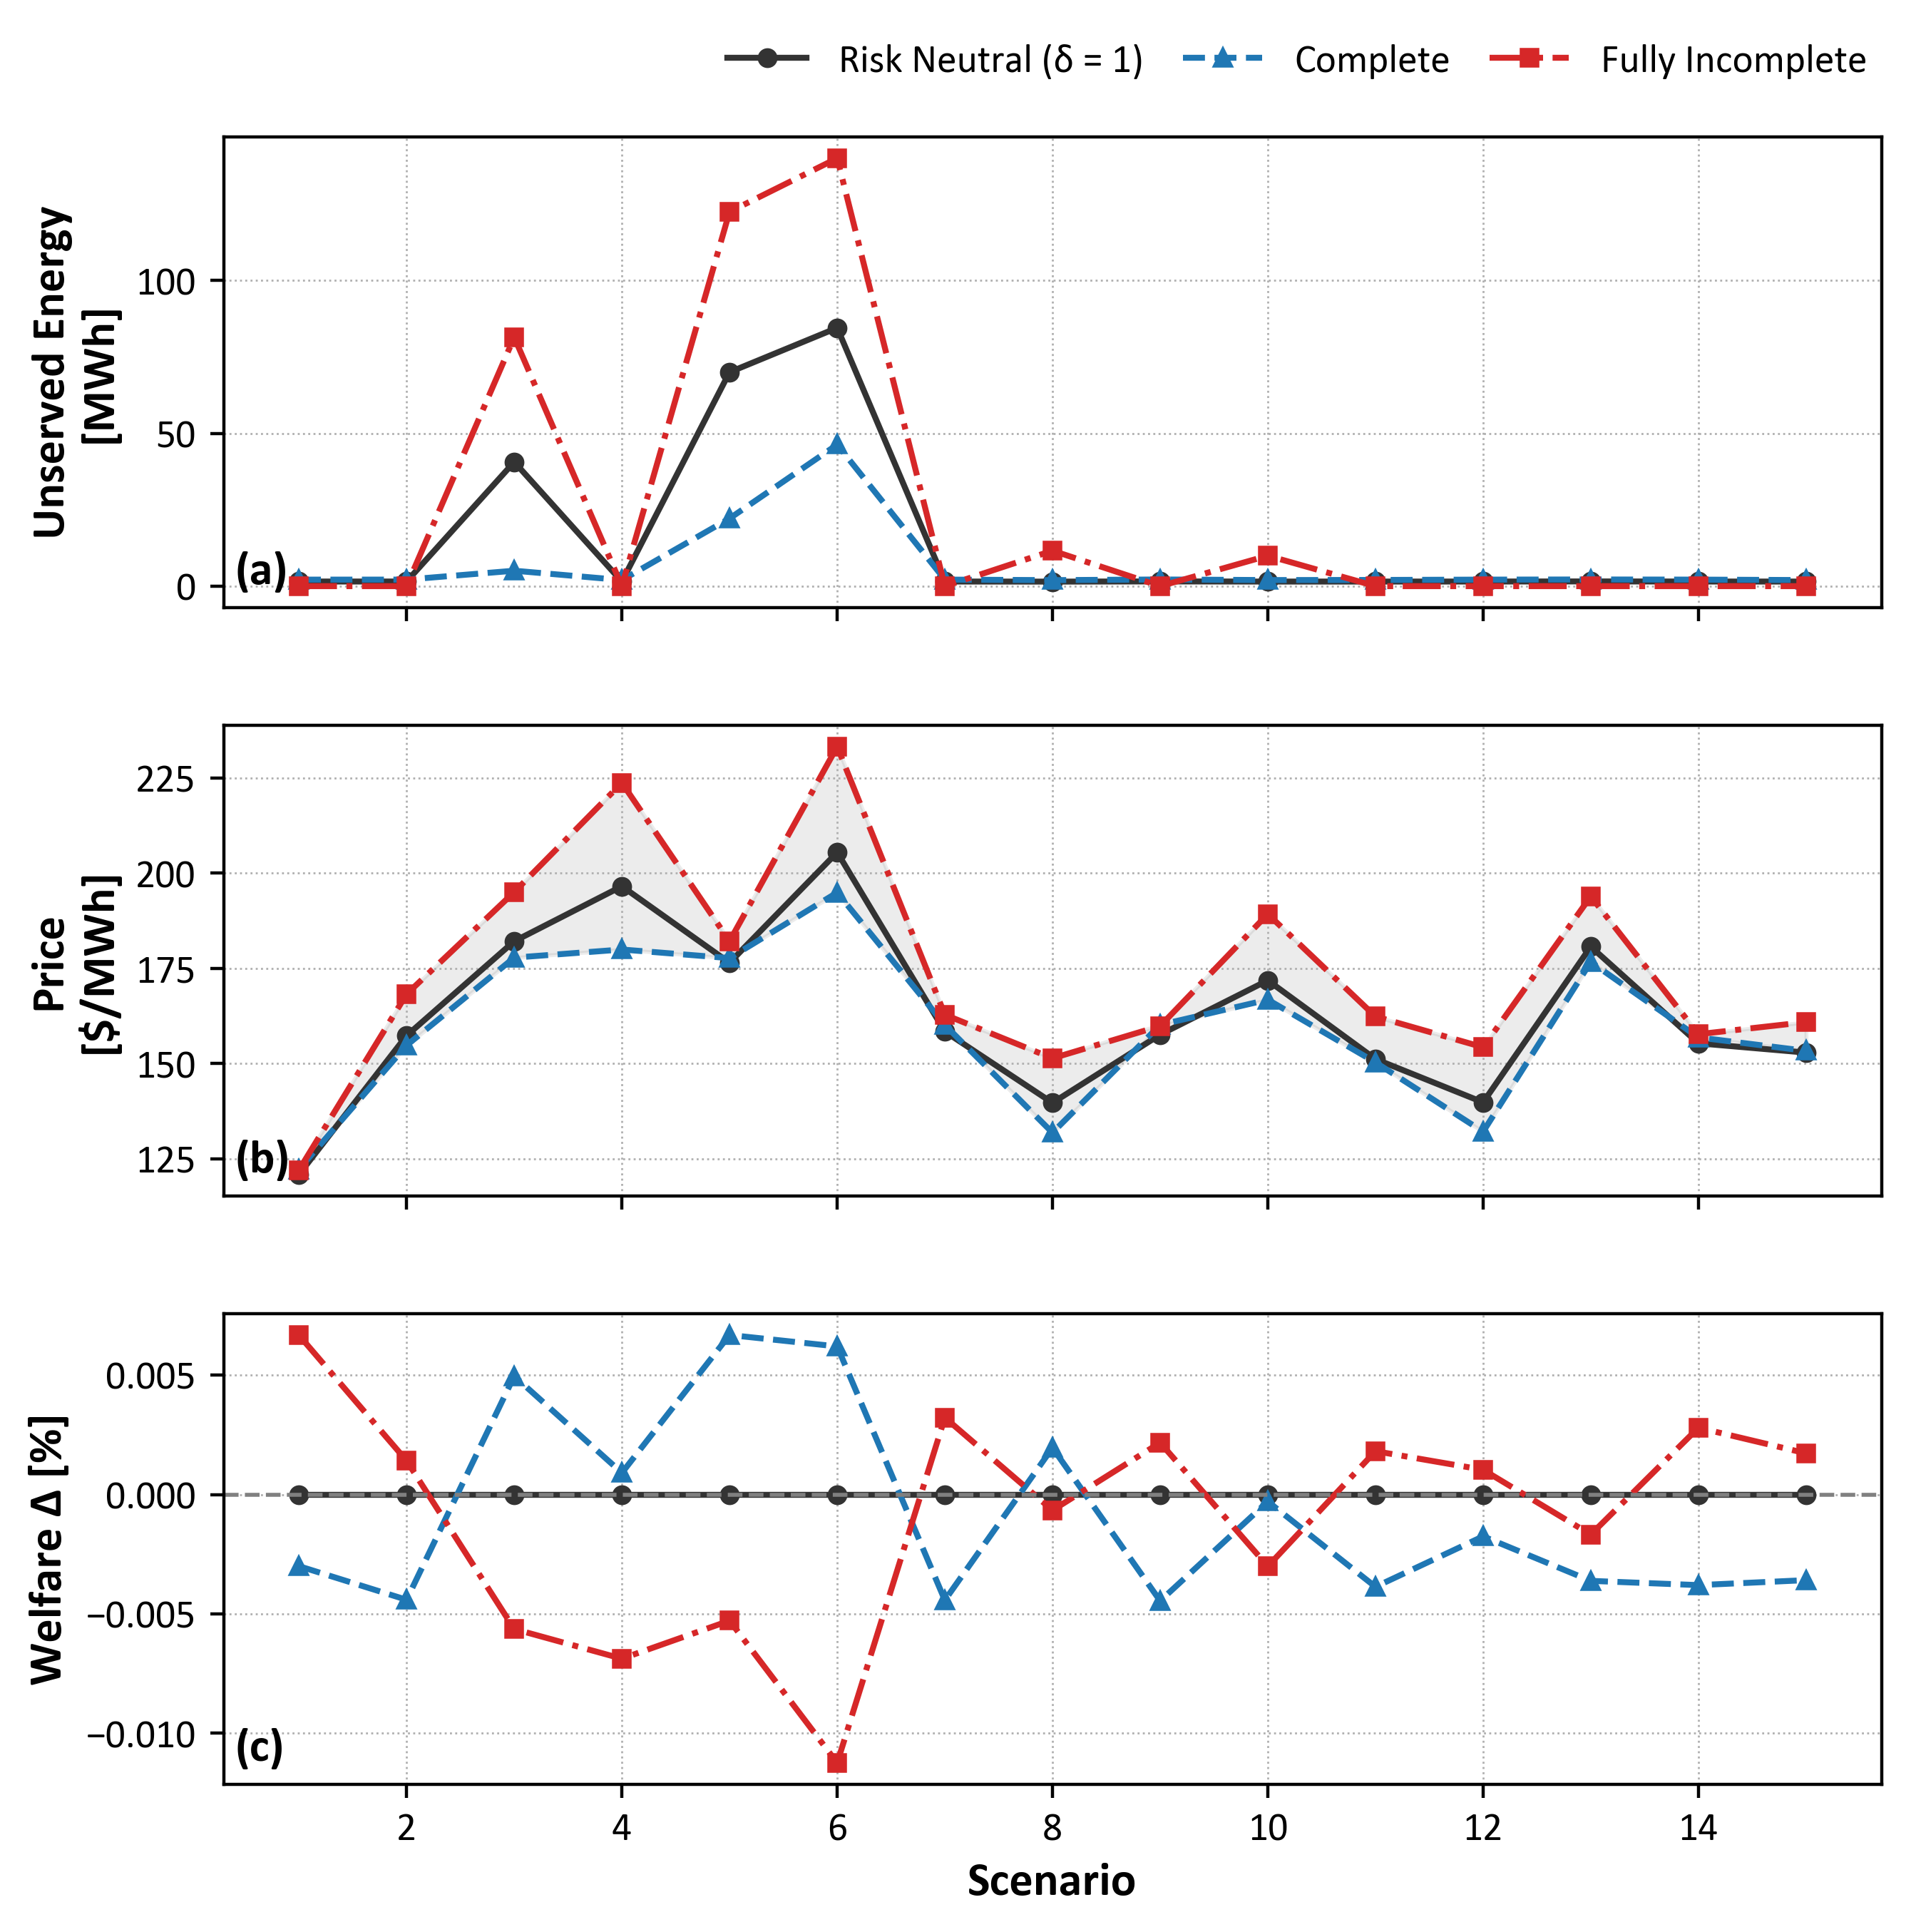 Risk Neutral (δ = 1) Complete Fully Incomplete
Unserved Energy
[MWh]
100
50
0
(a)
Price
[$/MWh]
225
200
175
150
125
(b)
Welfare Δ [%]
0.005
0.000
−0.005
−0.010
(c)
2 4 6 8 10 12 14
Scenario